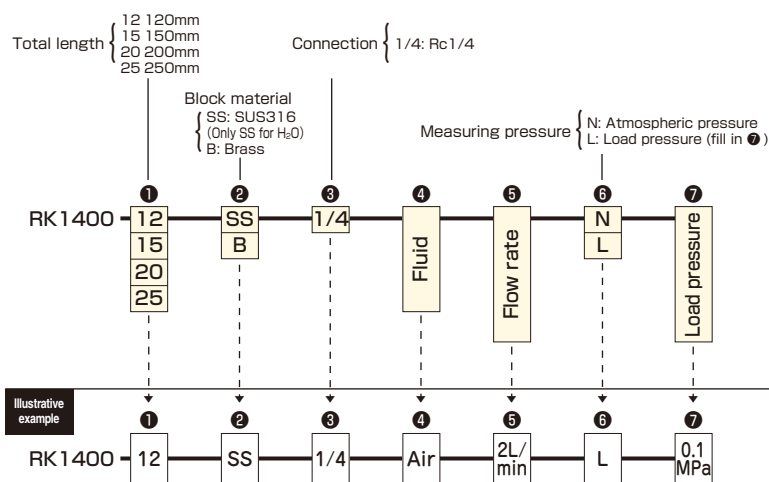 Total length
12 120mm
15 150mm
20 200mm
25 250mm
Connection
1/4: Rc1/4
Block material
SS: SUS316
(Only SS for H₂O)
B: Brass
Measuring pressure
N: Atmospheric pressure
L: Load pressure (fill in ❼)
❶ ❷ ❸ ❹ ❺ ❻ ❼
RK1400 12 SS 1/4 Fluid Flow rate N Load pressure
15 B L
20
25
Illustrative
example
❶ ❷ ❸ ❹ ❺ ❻ ❼
RK1400 12 SS 1/4 Air 2L/
min L 0.1
MPa